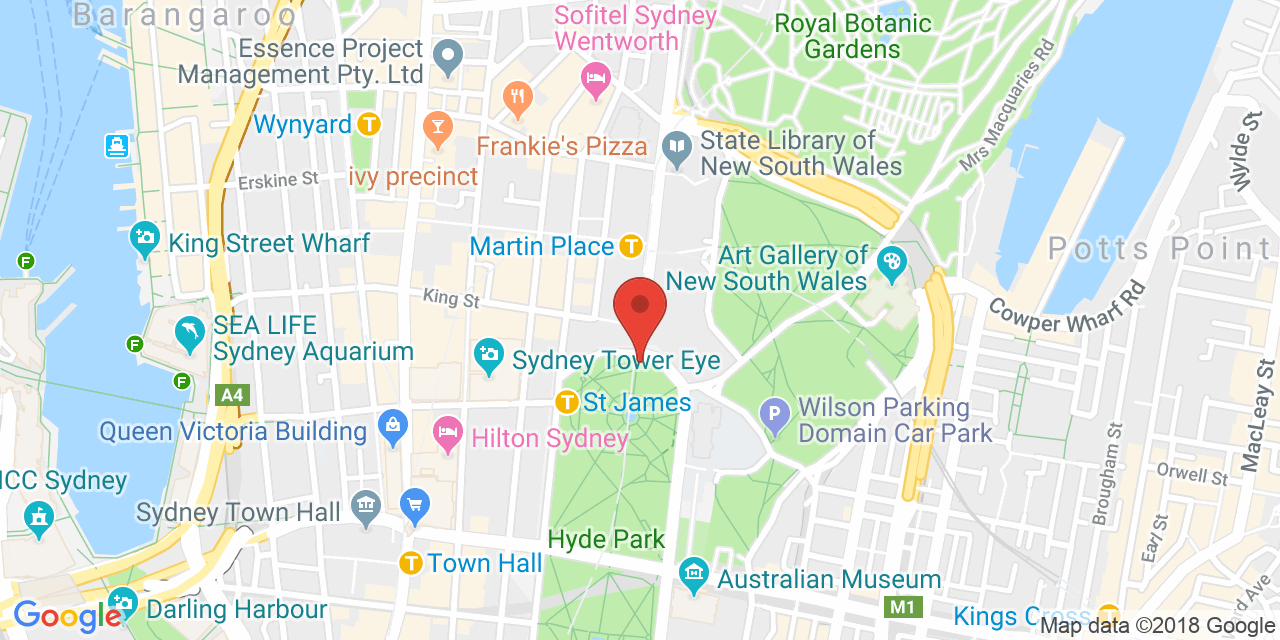 Barangaroo
Sofitel Sydney
Wentworth
Royal Botanic
Gardens
Essence Project
Management Pty. Ltd
Mrs Macquaries Rd
Wylde St
Wynyard T
Frankie's Pizza
State Library of
New South Wales
ivy precinct
Erskine St
King Street Wharf
Martin Place T
Art Gallery of
New South Wales
Potts Point
F
King St
Cowper Wharf Rd
SEA LIFE
Sydney Aquarium
F
Sydney Tower Eye
F
A4
T St James
MacLeay St
Queen Victoria Building
Hilton Sydney
P Wilson Parking
Domain Car Park
Brougham St
Orwell St
ICC Sydney
Sydney Town Hall
Hyde Park
Earl St
T Town Hall
Australian Museum
M1
Kings Cross T
Darling Harbour
Google
Map data ©2018 Google